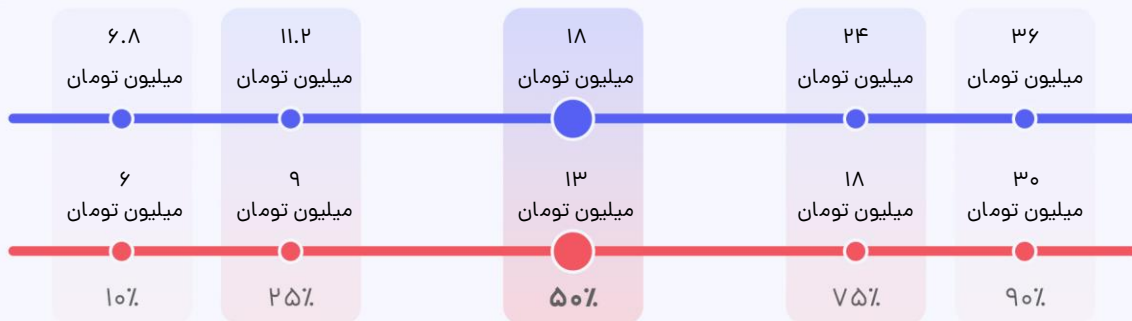 ۶.۸ ۱۱.۲ ۱۸ ۲۴ ۳۶
میلیون تومان میلیون تومان میلیون تومان میلیون تومان میلیون تومان
۶ ۹ ۱۳ ۱۸ ۳۰
میلیون تومان میلیون تومان میلیون تومان میلیون تومان میلیون تومان
۱۰٪ ۲۵٪ ۵۰٪ ۷۵٪ ۹۰٪